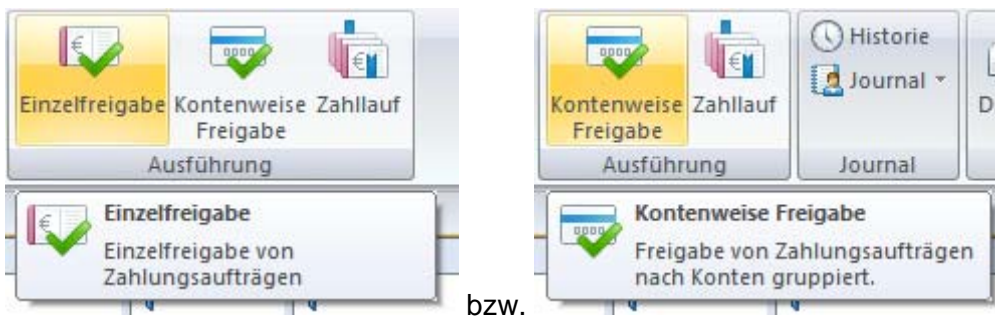 Einzelfreigabe Kontenweise Freigabe Zahllauf
Ausführung
Einzelfreigabe
Einzelfreigabe von
Zahlungsaufträgen
bzw.
Kontenweise Freigabe Zahllauf
Ausführung
Historie
Journal
Journal
Kontenweise Freigabe
Freigabe von Zahlungsaufträgen
nach Konten gruppiert.